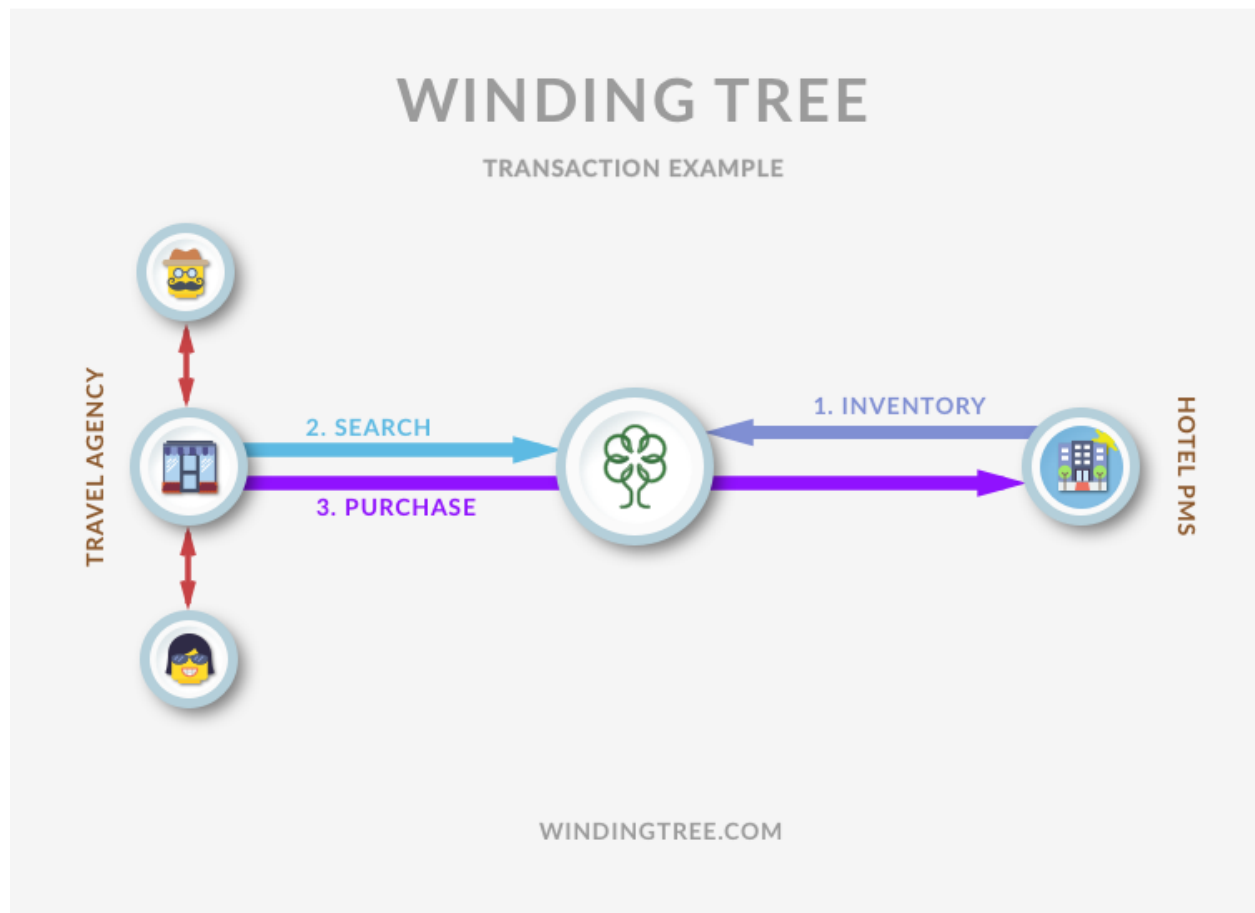 WINDING TREE
TRANSACTION EXAMPLE
TRAVEL AGENCY
2. SEARCH
3. PURCHASE
1. INVENTORY
HOTEL PMS
WINDINGTREE.COM